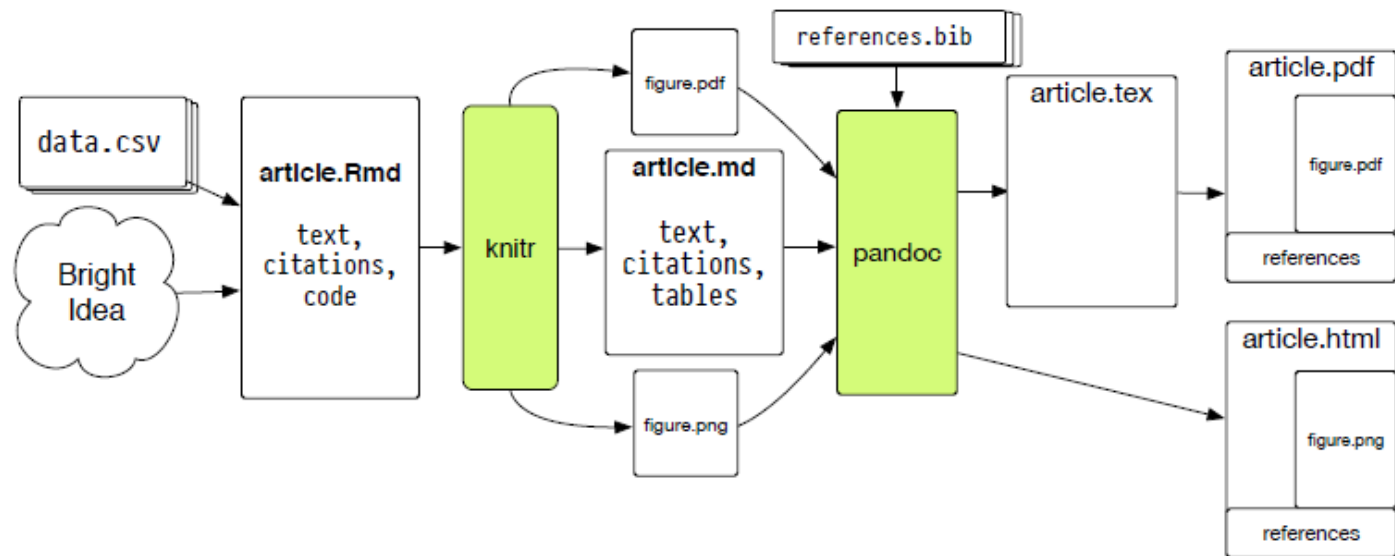 data.csv
Bright
Idea
article.Rmd
text,
citations,
code
knitr
figure.pdf
article.md
text,
citations,
tables
figure.png
references.bib
pandoc
article.tex
article.pdf
figure.pdf
references
article.html
figure.png
references